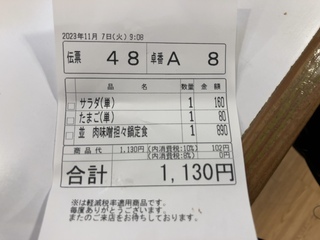 2023年11月 7日(火) 9:08
伝票 48 卓番 A 8
品 名 数量 金額
サラダ(単) 1 160
たまご(単) 1 80
並 肉味噌担々鍋定食 1 890
商品代 1,130円(内消費税:10% 102円
(内消費税:8% 0円
合計 1,130円
※は軽減税率適用商品です。
毎度ありがとうございます。
またのご来店をお待ちしております。